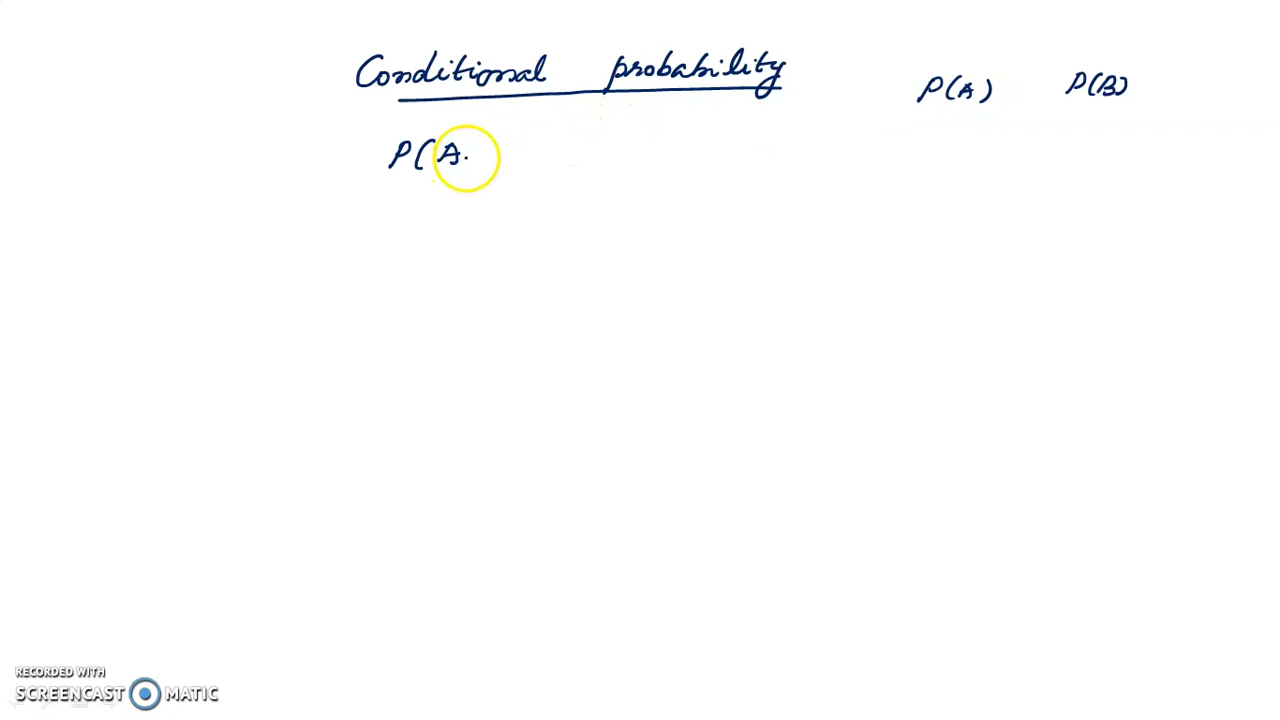 Conditional probability
P(A) P(B)
P(A.
RECORDED WITH
SCREENCAST MATIC